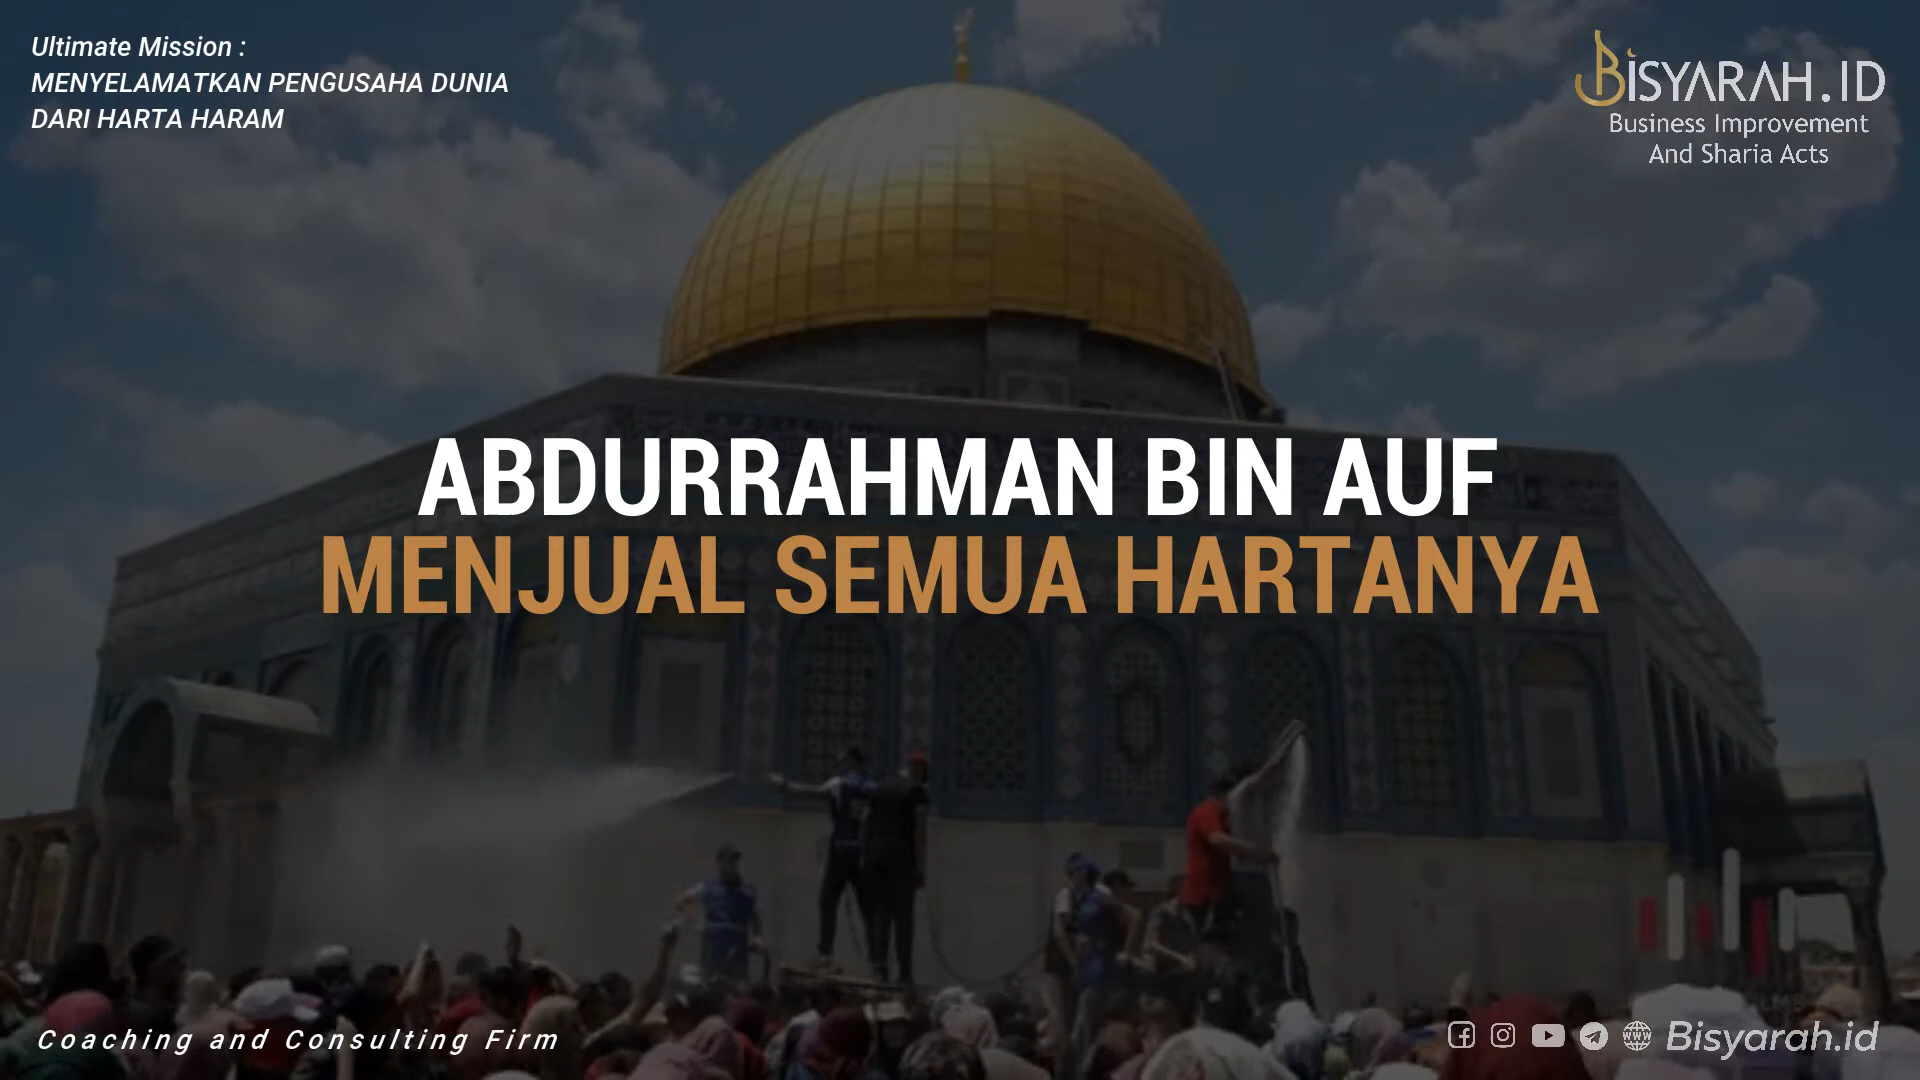 Ultimate Mission :
MENYELAMATKAN PENGUSAHA DUNIA
DARI HARTA HARAM
BISYARAH.ID
Business Improvement
And Sharia Acts
ABDURRAHMAN BIN AUF
MENJUAL SEMUA HARTANYA
Coaching and Consulting Firm
Bisyarah.id